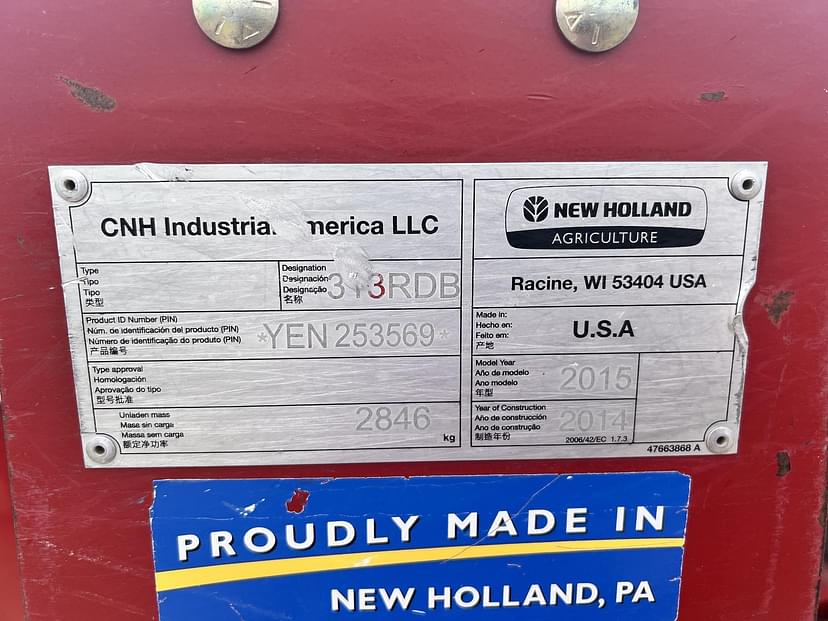 CNH Industrial America LLC
Type
Tipo
Tipo
类型
Designation
Designación
Designação
名称
313RDB
Product ID Number (PIN)
Núm. de identificación del producto (PIN)
Número de identificação do produto (PIN)
产品编号
*YEN253569*
Type approval
Homologación
Aprovação do tipo
型号批准
Unladen mass
Masa sin carga
Massa sem carga
额定净功率
2846
kg
NEW HOLLAND
AGRICULTURE
Racine, WI 53404 USA
Made in:
Hecho en:
Feito em:
产地
U.S.A
Model Year
Año de modelo
Ano modelo
年型
2015
Year of Construction
Año de construcción
Ano de construção
制造年份
2014
2006/42/EC 1.7.3
47663868 A
PROUDLY MADE IN
NEW HOLLAND, PA